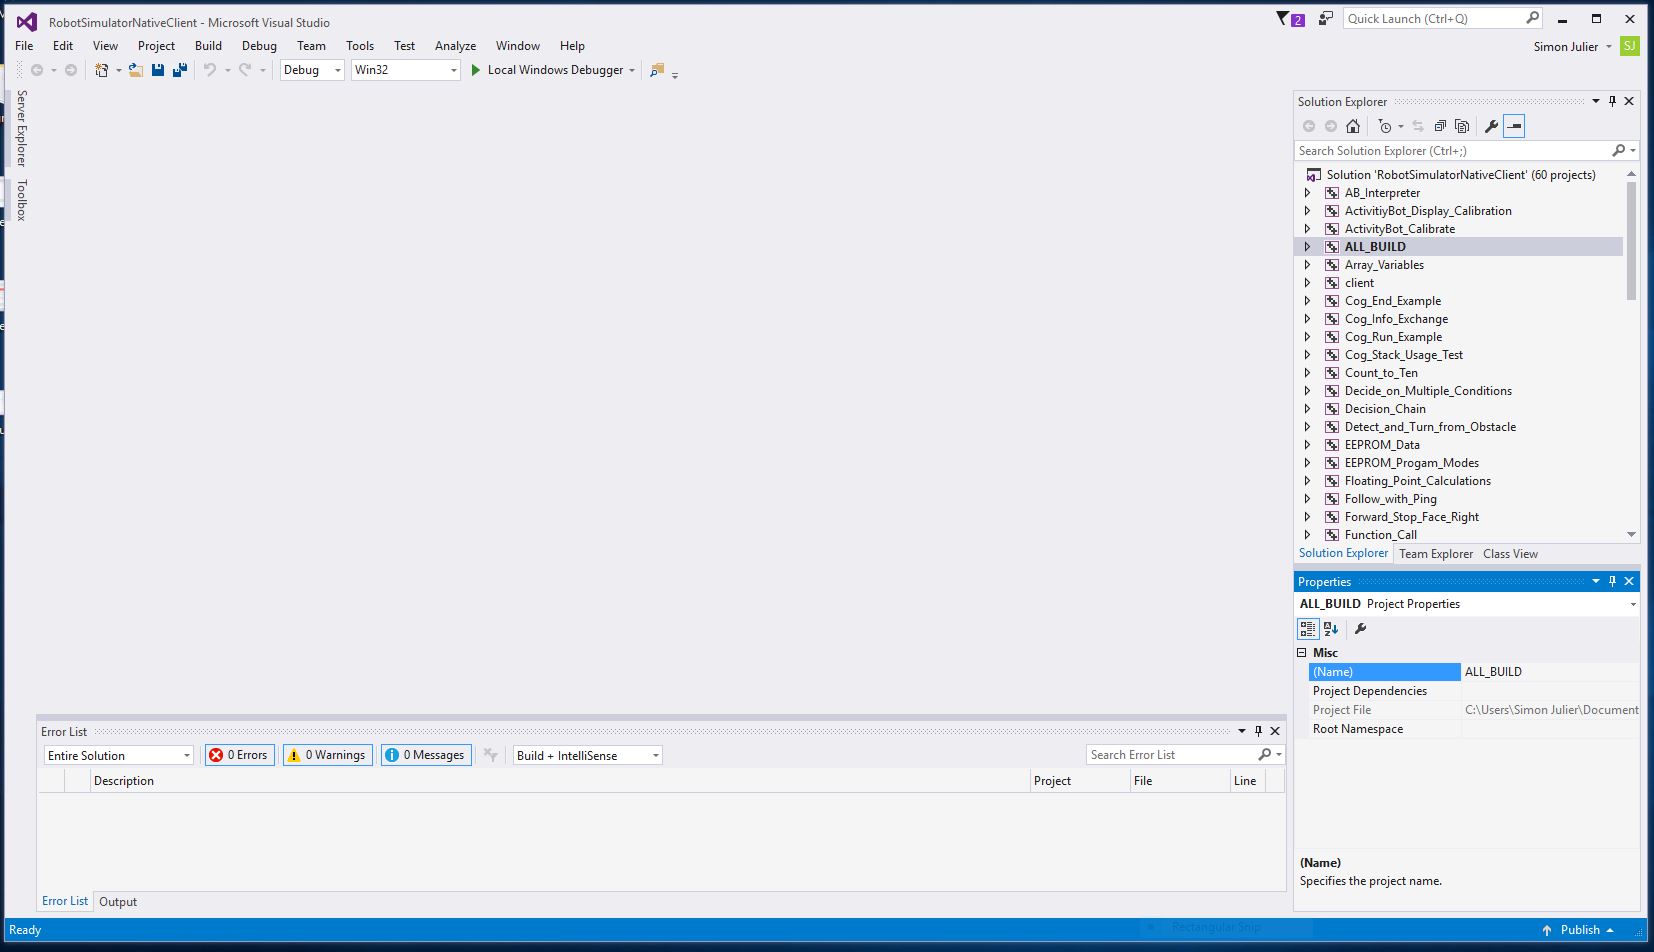 RobotSimulatorNativeClient - Microsoft Visual Studio
2
Quick Launch (Ctrl+Q)
File Edit View Project Build Debug Team Tools Test Analyze Window Help
Simon Julier
SJ
Debug
Win32
Local Windows Debugger
Server Explorer
Toolbox
Solution Explorer
Search Solution Explorer (Ctrl+;)
Solution 'RobotSimulatorNativeClient' (60 projects)
AB_Interpreter
ActivitiyBot_Display_Calibration
ActivityBot_Calibrate
ALL_BUILD
Array_Variables
client
Cog_End_Example
Cog_Info_Exchange
Cog_Run_Example
Cog_Stack_Usage_Test
Count_to_Ten
Decide_on_Multiple_Conditions
Decision_Chain
Detect_and_Turn_from_Obstacle
EEPROM_Data
EEPROM_Progam_Modes
Floating_Point_Calculations
Follow_with_Ping
Forward_Stop_Face_Right
Function_Call
Solution Explorer Team Explorer Class View
Properties
ALL_BUILD Project Properties
Misc
(Name) ALL_BUILD
Project Dependencies
Project File C:\Users\Simon Julier\Document
Root Namespace
(Name)
Specifies the project name.
Error List
Entire Solution
0 Errors
0 Warnings
0 Messages
Build + IntelliSense
Search Error List
Description Project File Line
Error List Output
Ready
Rectangular Snip
Publish